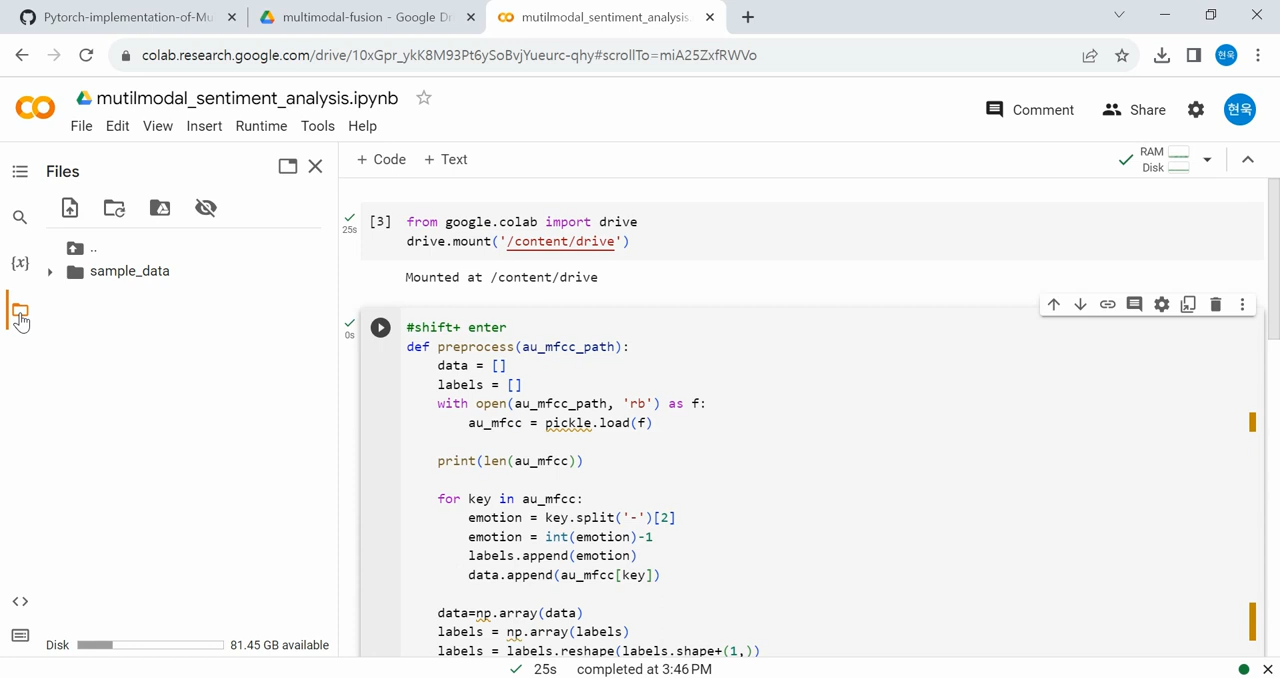 Pytorch-implementation-of-Mu
multimodal-fusion - Google Dr
mutilmodal_sentiment_analysis.
colab.research.google.com/drive/10xGpr_ykK8M93Pt6ySoBvjYueurc-qhy#scrollTo=miA25ZxfRWVo
현욱
mutilmodal_sentiment_analysis.ipynb
File Edit View Insert Runtime Tools Help
Comment
Share
현욱
Files
+ Code + Text
RAM
Disk
..
sample_data
{x}
25s
[3] from google.colab import drive
drive.mount('/content/drive')
Mounted at /content/drive
0s
#shift+ enter
def preprocess(au_mfcc_path):
data = []
labels = []
with open(au_mfcc_path, 'rb') as f:
au_mfcc = pickle.load(f)
print(len(au_mfcc))
for key in au_mfcc:
emotion = key.split('-')[2]
emotion = int(emotion)-1
labels.append(emotion)
data.append(au_mfcc[key])
data=np.array(data)
labels = np.array(labels)
labels = labels.reshape(labels.shape+(1,))
Disk 81.45 GB available
25s completed at 3:46 PM